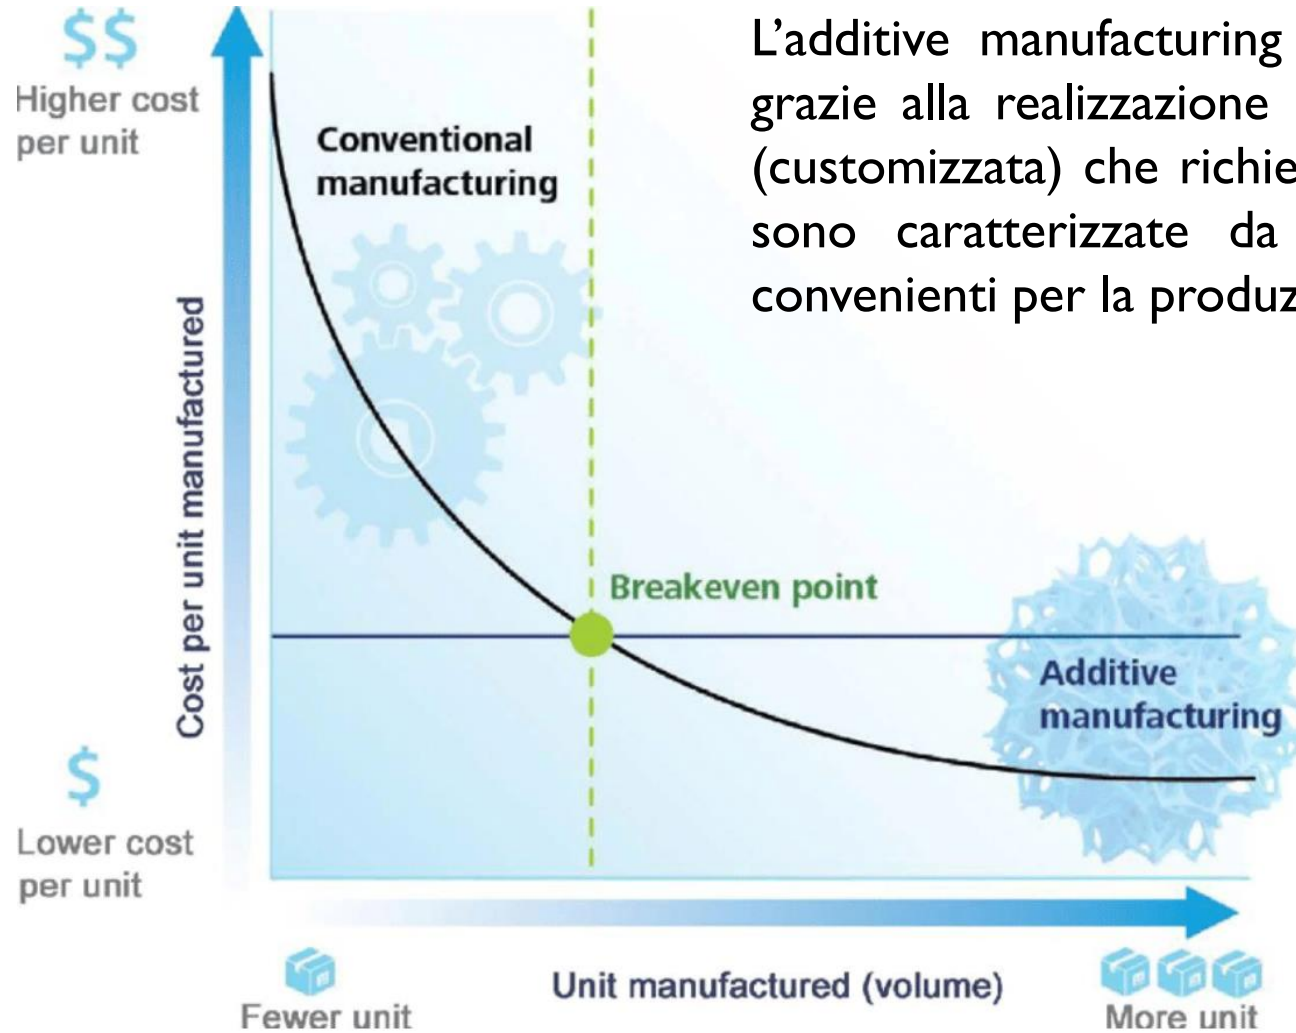 $$
Higher cost
per unit
Conventional
manufacturing
L'additive manufacturing
grazie alla realizzazione
(customizzata) che richie
sono caratterizzate da
convenienti per la produz
Cost per unit manufactured
Breakeven point
Additive
manufacturing
$
Lower cost
per unit
Fewer unit
Unit manufactured (volume)
More unit